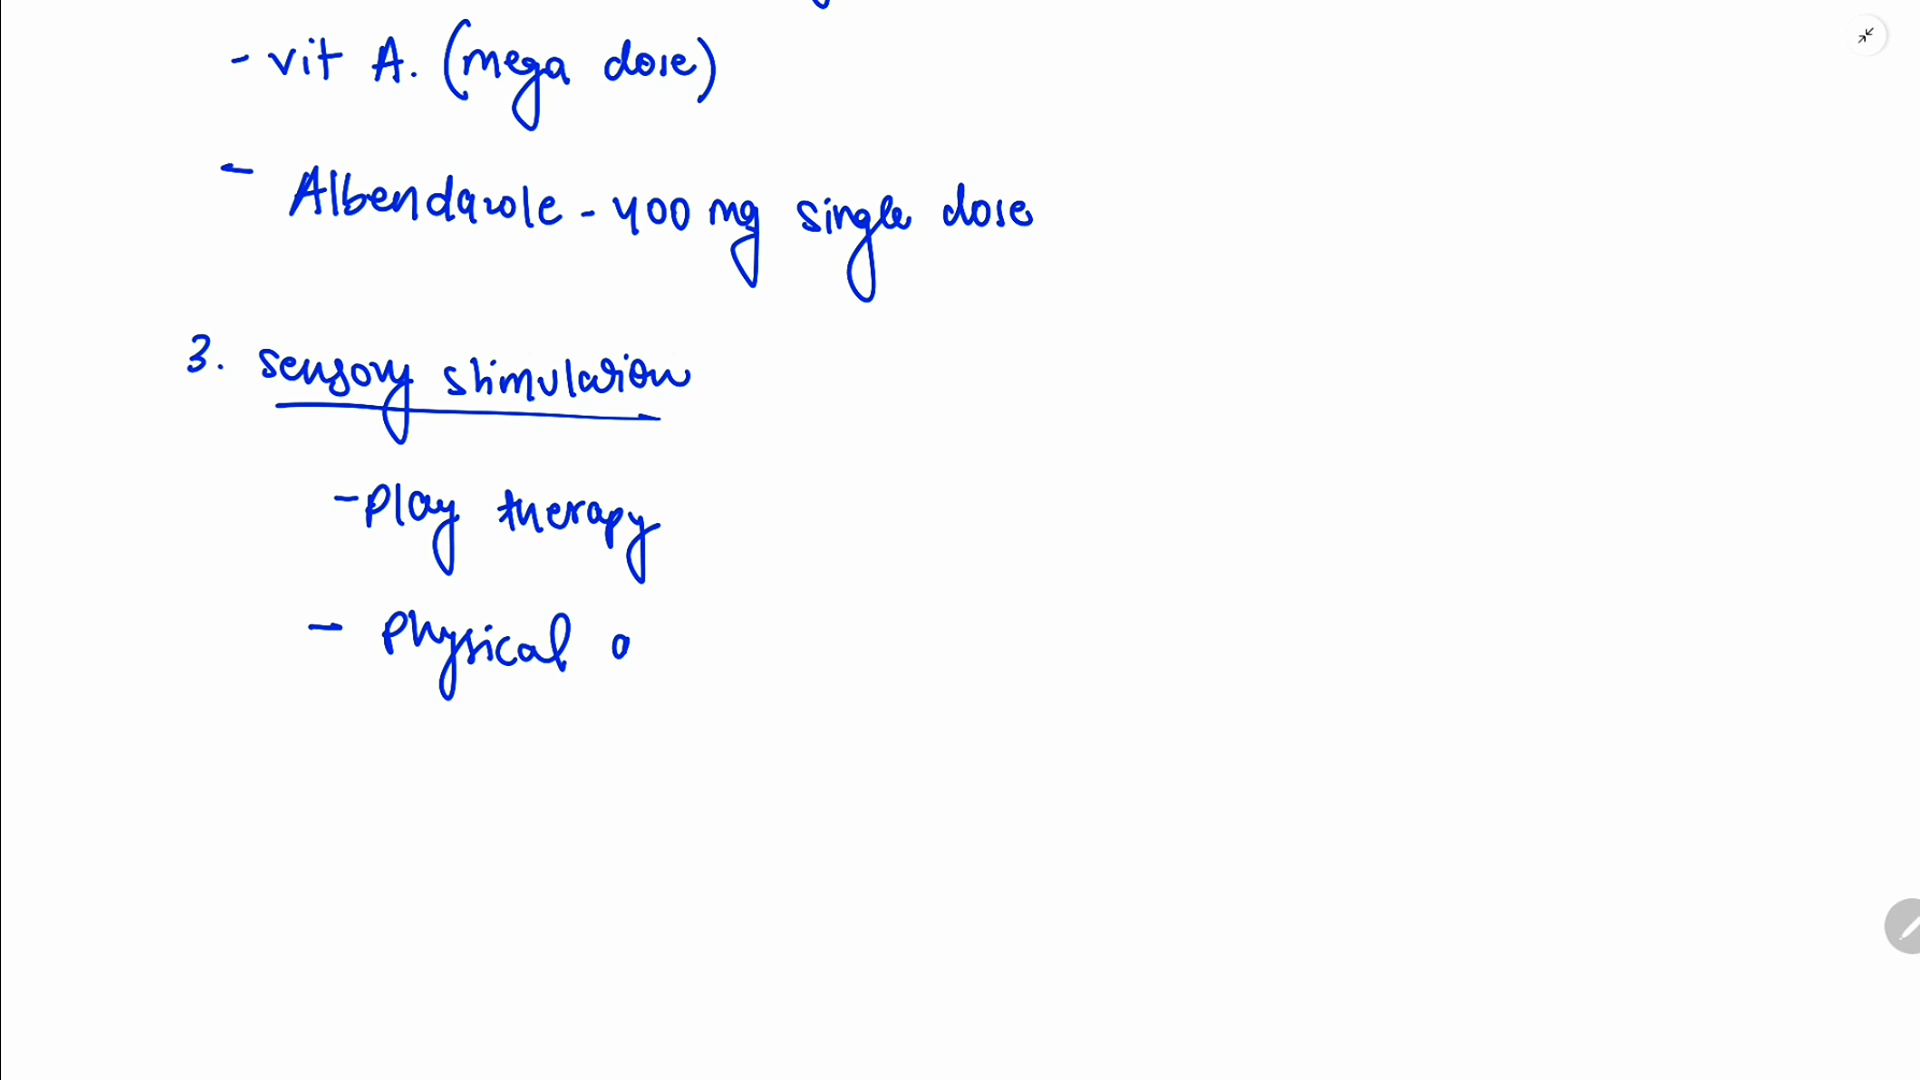 - vit A. (mega dose)
- Albendazole - 400 mg single dose
3. sensory stimulation
- play therapy
- physical a